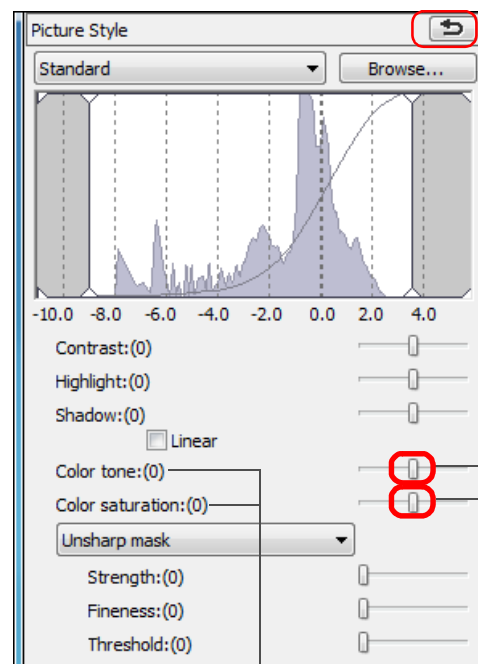 Picture Style
Standard
Browse...
-10.0 -8.0 -6.0 -4.0 -2.0 0.0 2.0 4.0
Contrast:(0)
Highlight:(0)
Shadow:(0)
Linear
Color tone:(0)
Color saturation:(0)
Unsharp mask
Strength:(0)
Fineness:(0)
Threshold:(0)